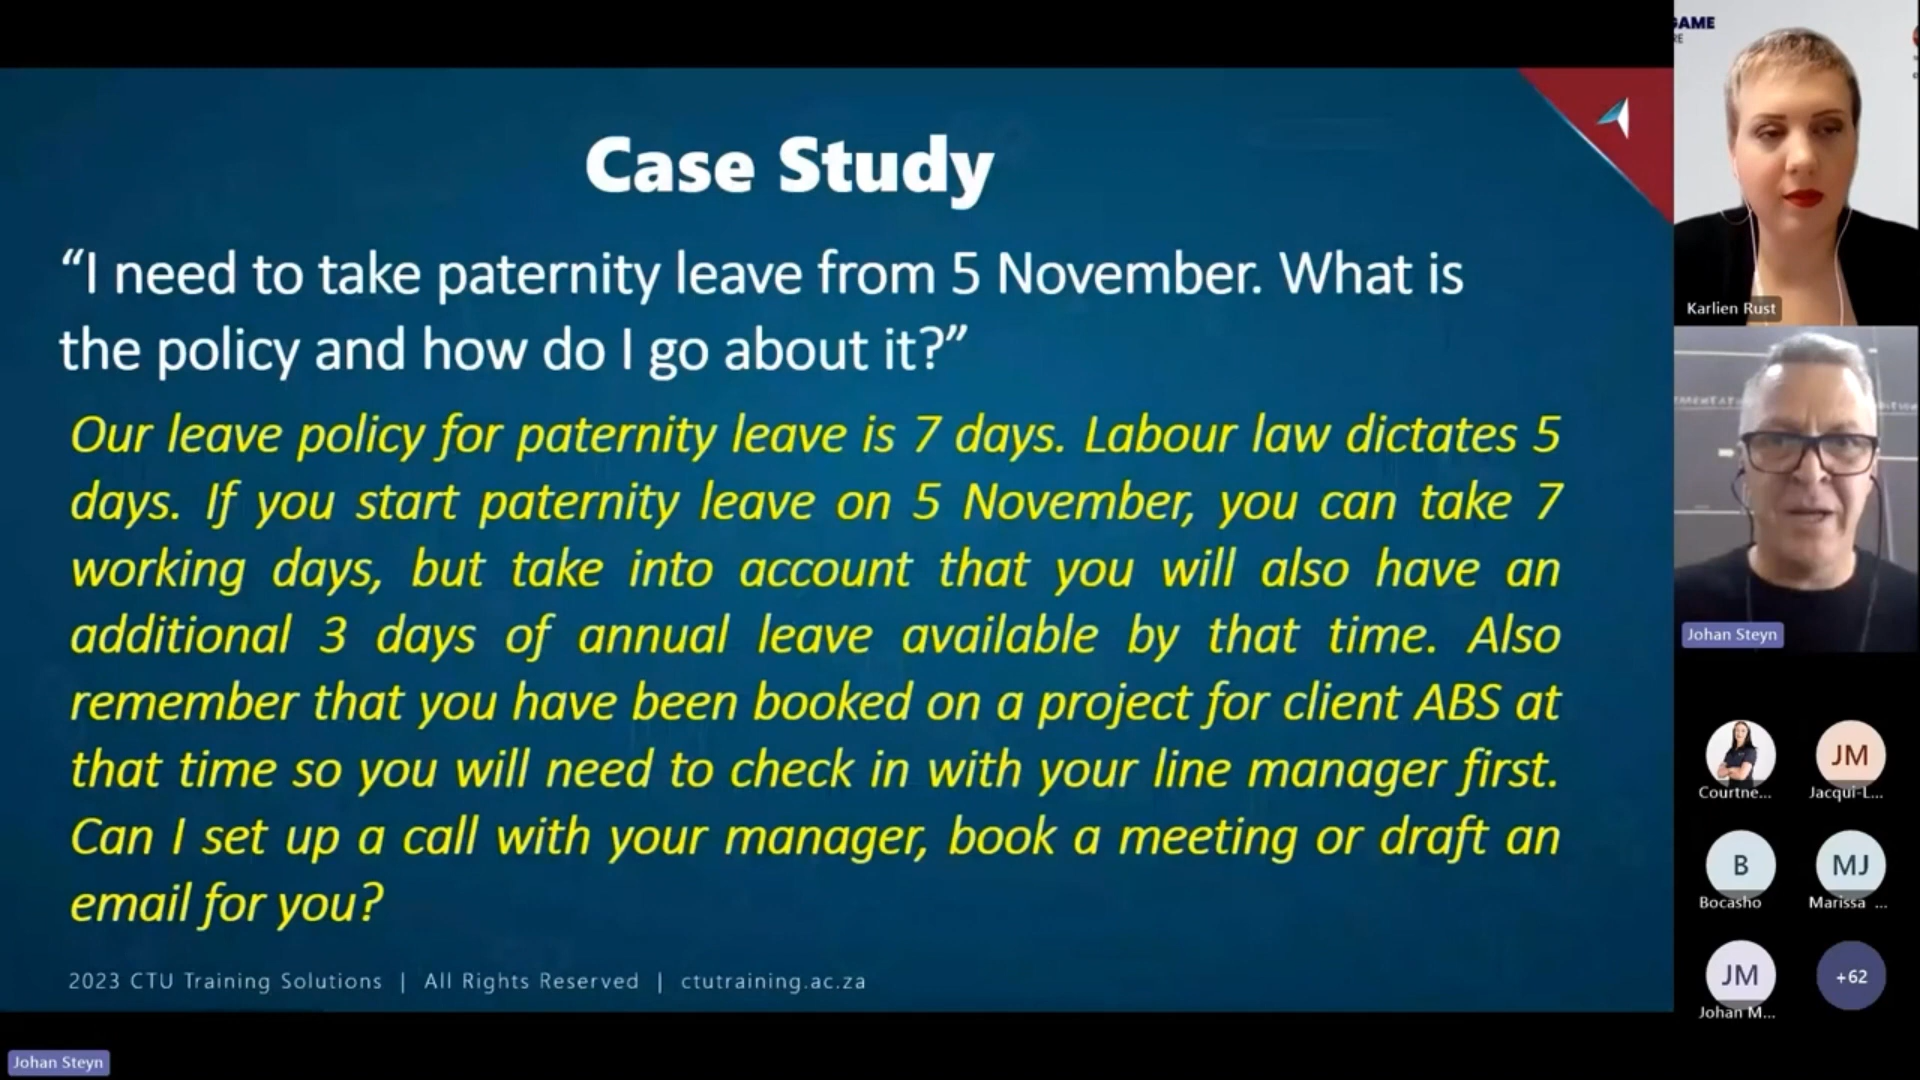 Case Study
“I need to take paternity leave from 5 November. What is
the policy and how do I go about it?”
Our leave policy for paternity leave is 7 days. Labour law dictates 5
days. If you start paternity leave on 5 November, you can take 7
working days, but take into account that you will also have an
additional 3 days of annual leave available by that time. Also
remember that you have been booked on a project for client ABS at
that time so you will need to check in with your line manager first.
Can I set up a call with your manager, book a meeting or draft an
email for you?
2023 CTU Training Solutions | All Rights Reserved | ctutraining.ac.za
Johan Steyn
GAME
Karlien Rust
Johan Steyn
Courtne...
JM
Jacqui-L...
B
Bocasho
MJ
Marissa ...
JM
Johan M...
+62